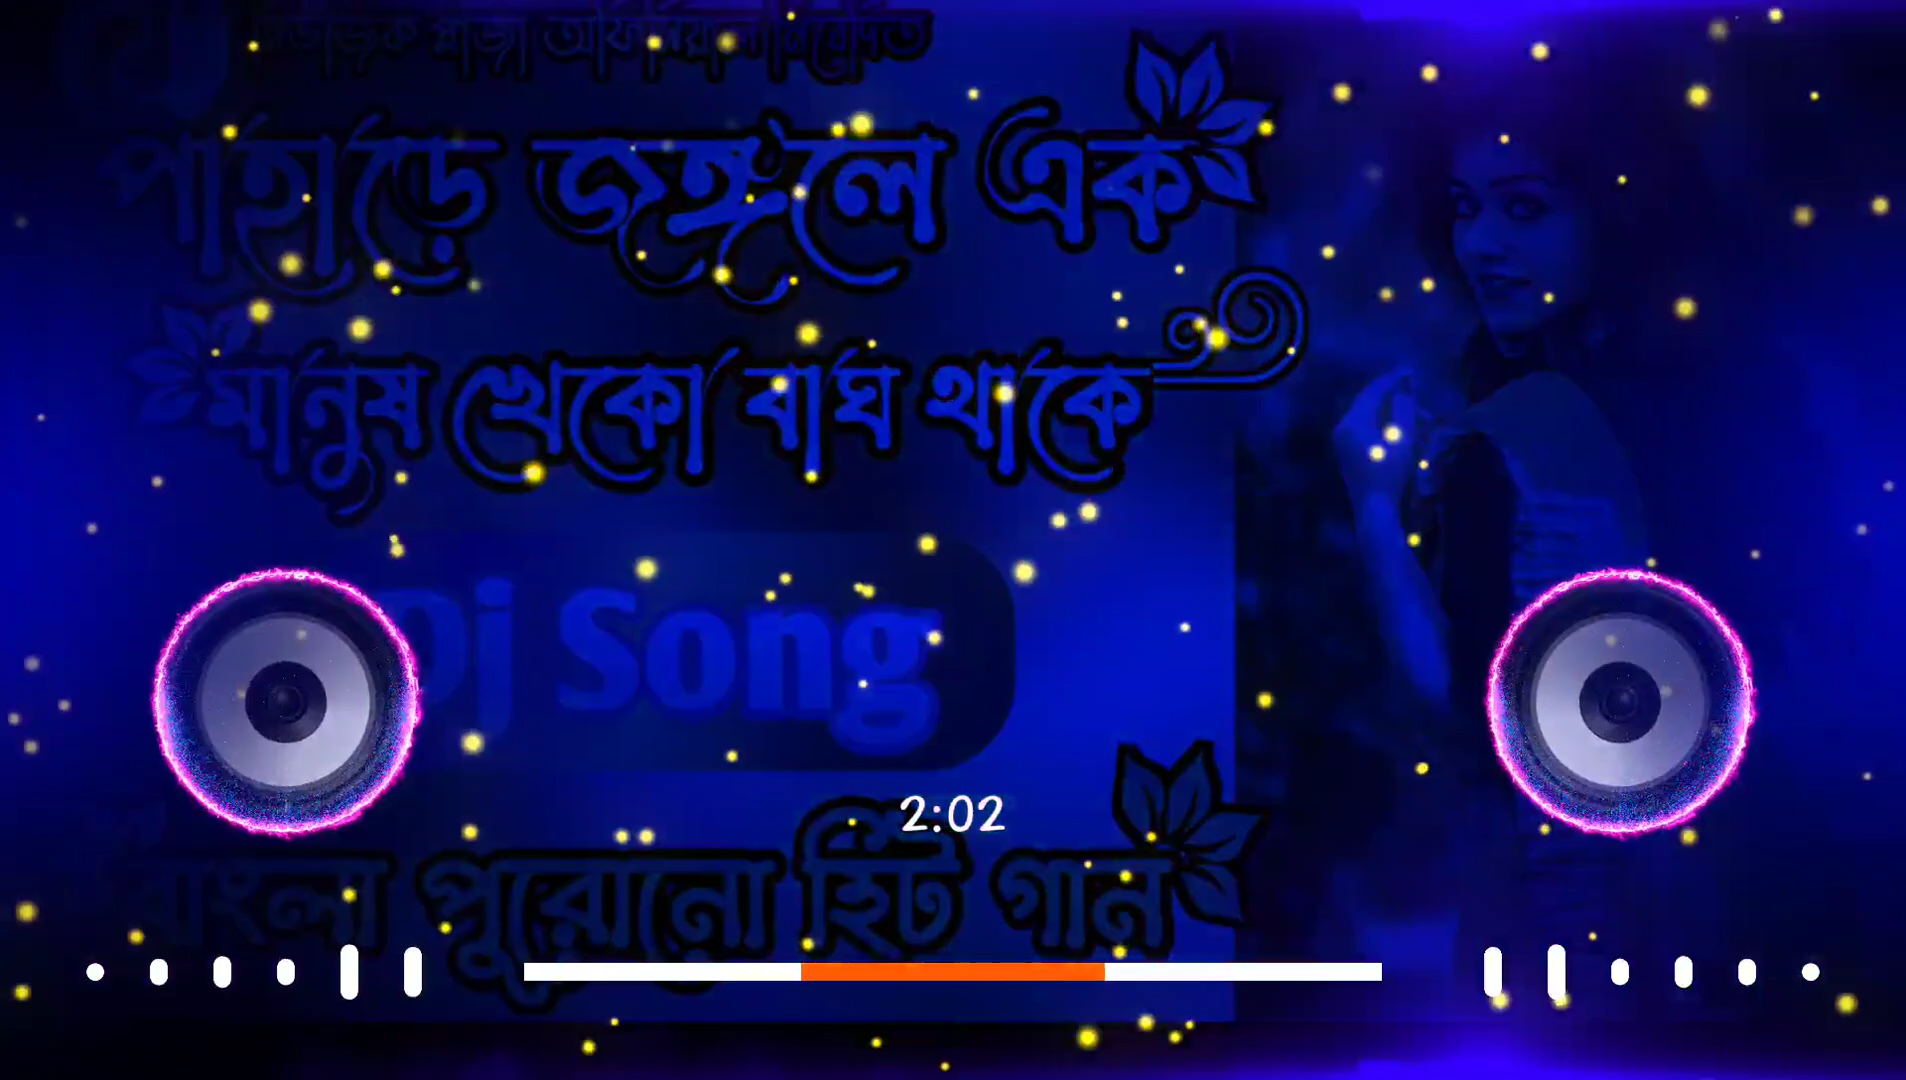 নিবেদিত
পাহাড়ে জঙ্গলে এক
মানুষ খেকো বাঘ থাকে
Dj Song
2:02
বাংলা পুরোনো হিট গান